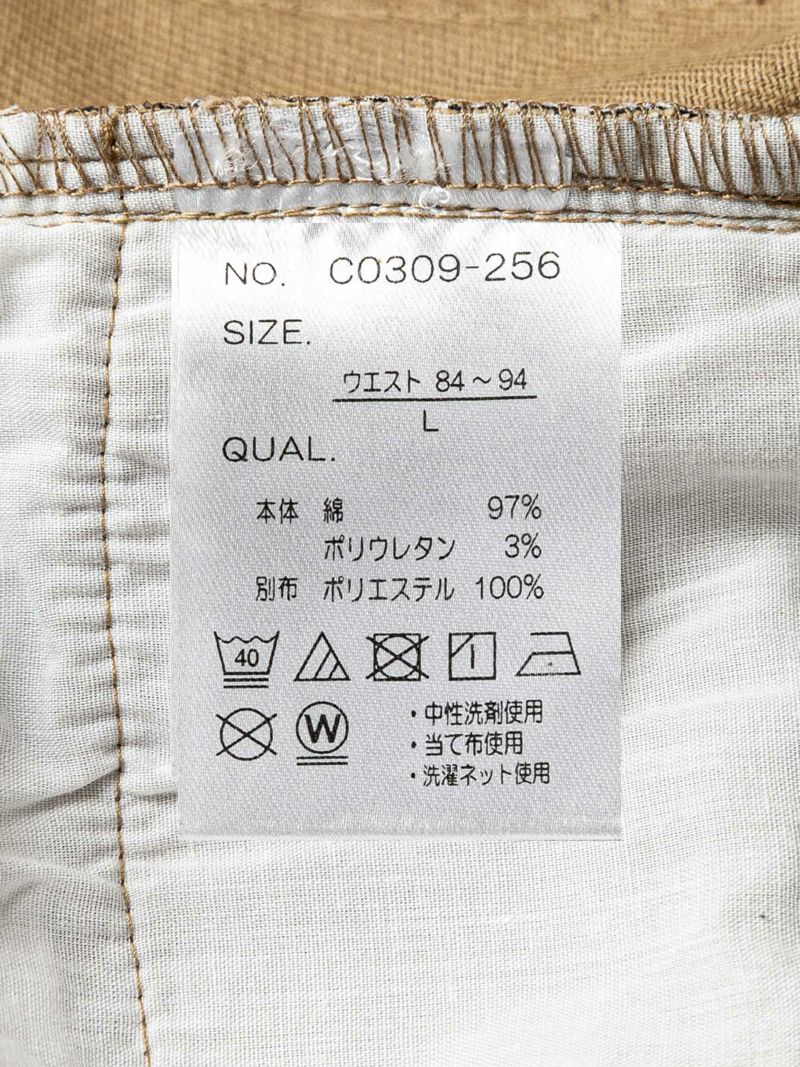 NO. C0309-256
SIZE.
ウエスト 84～94
L
QUAL.
本体 綿 97%
ポリウレタン 3%
別布 ポリエステル 100%
40
W
・中性洗剤使用
・当て布使用
・洗濯ネット使用